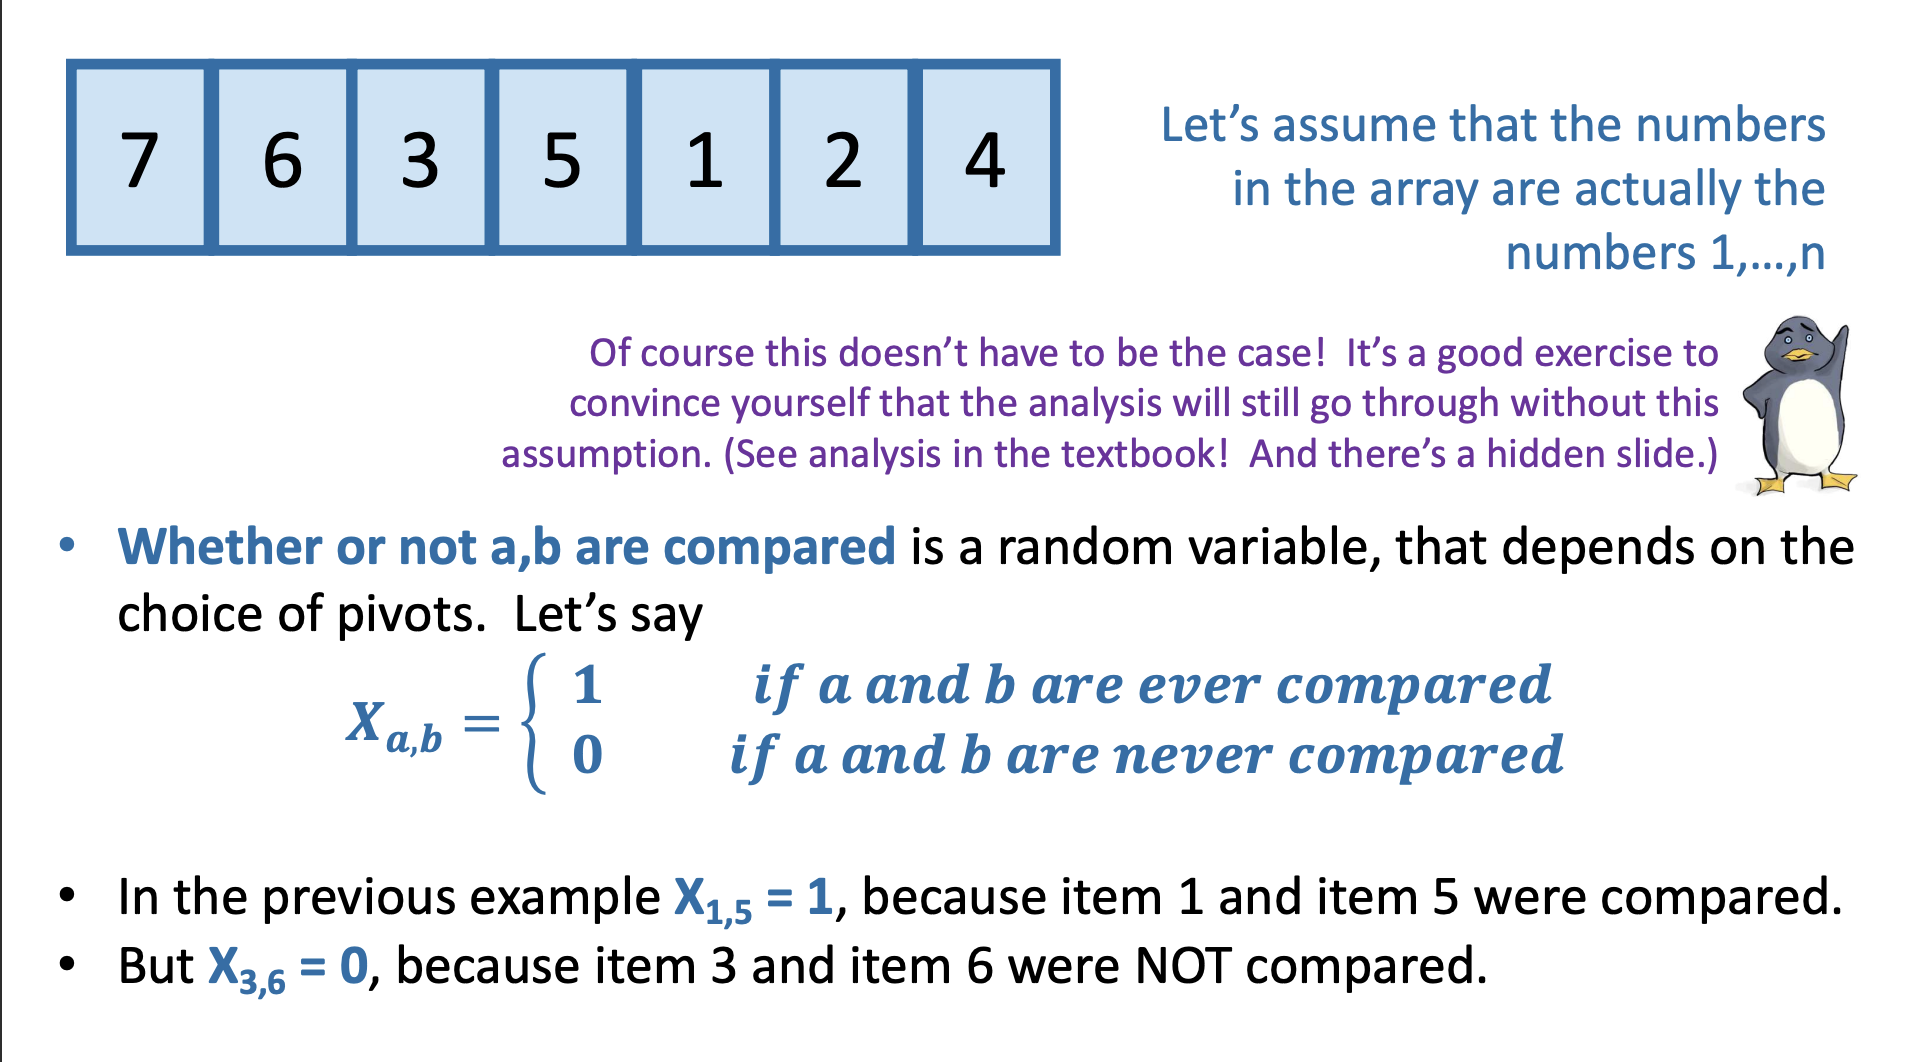 7 6 3 5 1 2 4
Let's assume that the numbers
in the array are actually the
numbers 1,…,n
Of course this doesn't have to be the case!  It's a good exercise to
convince yourself that the analysis will still go through without this
assumption. (See analysis in the textbook!  And there's a hidden slide.)
• Whether or not a,b are compared is a random variable, that depends on the
choice of pivots.  Let's say
X_{a,b} = { 1 if a and b are ever compared
0 if a and b are never compared
• In the previous example X_{1,5} = 1, because item 1 and item 5 were compared.
• But X_{3,6} = 0, because item 3 and item 6 were NOT compared.